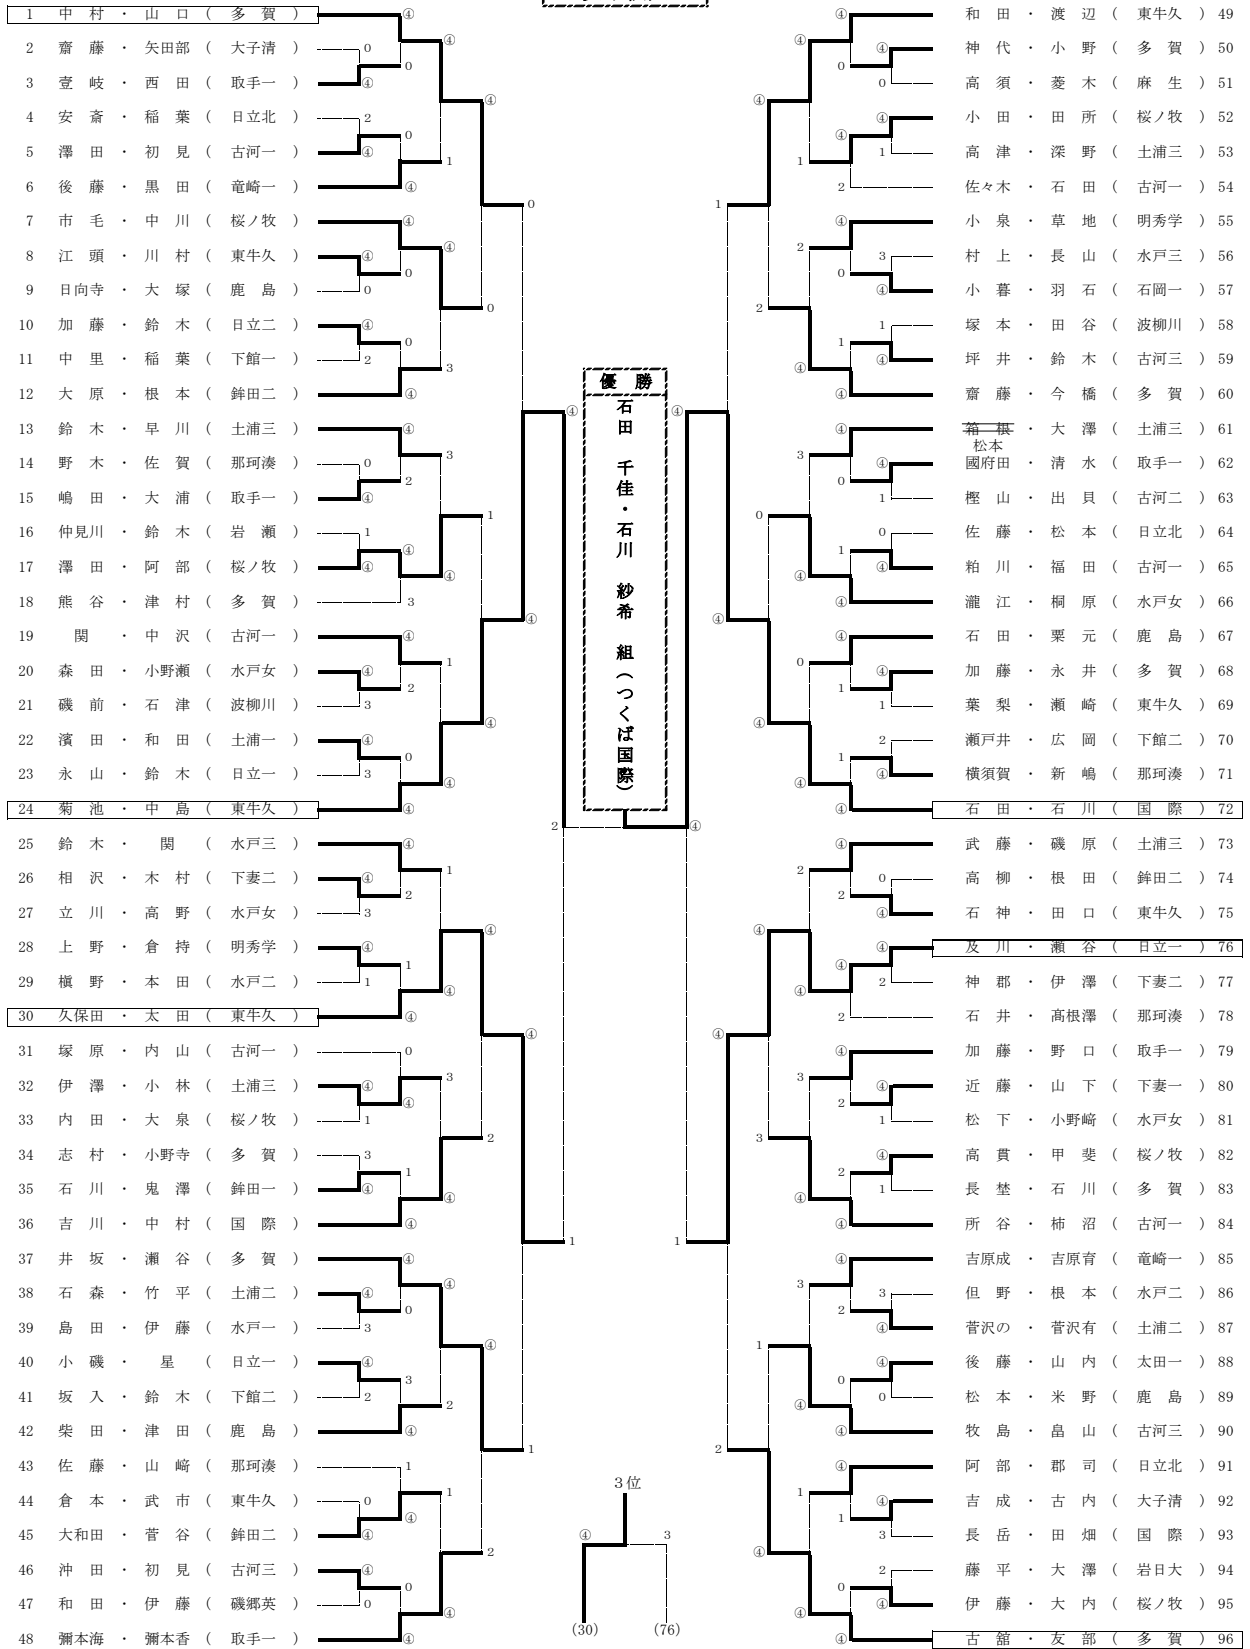 1 中村・山口（多賀）
2 齋藤・矢田部（大子清）
3 壹岐・西田（取手一）
4 安斎・稲葉（日立北）
5 澤田・初見（古河一）
6 後藤・黒田（竜崎一）
7 市毛・中川（桜ノ牧）
8 江頭・川村（東牛久）
9 日向寺・大塚（鹿島）
10 加藤・鈴木（日立二）
11 中里・稲葉（下館一）
12 大原・根本（鉾田二）
13 鈴木・早川（土浦三）
14 野木・佐賀（那珂湊）
15 嶋田・大浦（取手一）
16 仲見川・鈴木（岩瀬）
17 澤田・阿部（桜ノ牧）
18 熊谷・津村（多賀）
19 関・中沢（古河一）
20 森田・小野瀬（水戸女）
21 磯前・石津（波柳川）
22 濱田・和田（土浦一）
23 永山・鈴木（日立一）
24 菊池・中島（東牛久）
25 鈴木・関（水戸三）
26 相沢・木村（下妻二）
27 立川・高野（水戸女）
28 上野・倉持（明秀学）
29 槇野・本田（水戸二）
30 久保田・太田（東牛久）
31 塚原・内山（古河一）
32 伊澤・小林（土浦三）
33 内田・大泉（桜ノ牧）
34 志村・小野寺（多賀）
35 石川・鬼澤（鉾田一）
36 吉川・中村（国際）
37 井坂・瀬谷（多賀）
38 石森・竹平（土浦二）
39 島田・伊藤（水戸一）
40 小磯・星（日立一）
41 坂入・鈴木（下館二）
42 柴田・津田（鹿島）
43 佐藤・山﨑（那珂湊）
44 倉本・武市（東牛久）
45 大和田・菅谷（鉾田二）
46 沖田・初見（古河三）
47 和田・伊藤（磯郷英）
48 彌本海・彌本香（取手一）
優勝
石田 千佳・石川 紗希 組（つくば国際）
3位
④ 3
(30) (76)
和田・渡辺（東牛久）49
神代・小野（多賀）50
高須・菱木（麻生）51
小田・田所（桜ノ牧）52
高津・深野（土浦三）53
佐々木・石田（古河一）54
小泉・草地（明秀学）55
村上・長山（水戸三）56
小暮・羽石（石岡一）57
塚本・田谷（波柳川）58
坪井・鈴木（古河三）59
齋藤・今橋（多賀）60
箱根・大澤（土浦三）61
松本
國府田・清水（取手一）62
樫山・出貝（古河二）63
佐藤・松本（日立北）64
粕川・福田（古河一）65
瀧江・桐原（水戸女）66
石田・栗元（鹿島）67
加藤・永井（多賀）68
葉梨・瀬崎（東牛久）69
瀬戸井・広岡（下館二）70
横須賀・新嶋（那珂湊）71
石田・石川（国際）72
武藤・磯原（土浦三）73
高柳・根田（鉾田二）74
石神・田口（東牛久）75
及川・瀬谷（日立一）76
神郡・伊澤（下妻二）77
石井・髙根澤（那珂湊）78
加藤・野口（取手一）79
近藤・山下（下妻一）80
松下・小野﨑（水戸女）81
高貫・甲斐（桜ノ牧）82
長埜・石川（多賀）83
所谷・柿沼（古河一）84
吉原成・吉原育（竜崎一）85
但野・根本（水戸二）86
菅沢の・菅沢有（土浦二）87
後藤・山内（太田一）88
松本・米野（鹿島）89
牧島・畠山（古河三）90
阿部・郡司（日立北）91
吉成・古内（大子清）92
長岳・田畑（国際）93
藤平・大澤（岩日大）94
伊藤・大内（桜ノ牧）95
古舘・友部（多賀）96